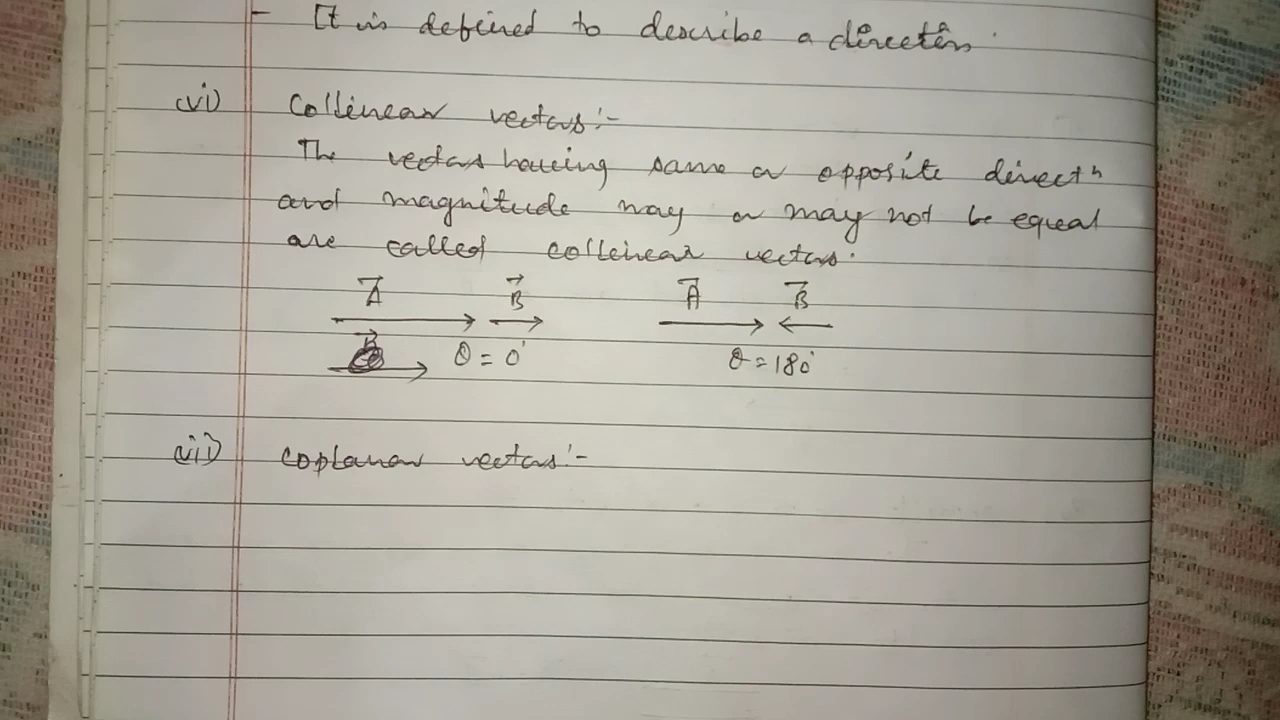 - It is defined to describe a direction.
(vi) Collinear vectors :-
The vectors having same or opposite directn
and magnitude may or may not be equal
are called collinear vectors.
A B A B
B θ = 0° θ = 180°
(vii) Coplanar vectors :-